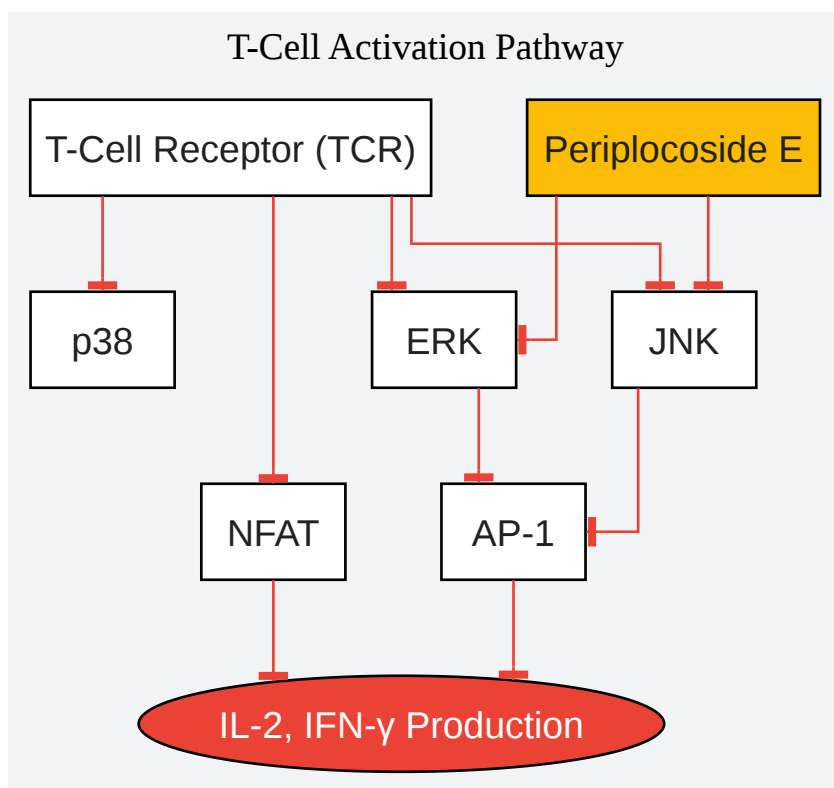 T-Cell Activation Pathway
T-Cell Receptor (TCR)
Periplocoside E
p38
ERK
JNK
NFAT
AP-1
IL-2, IFN-γ Production